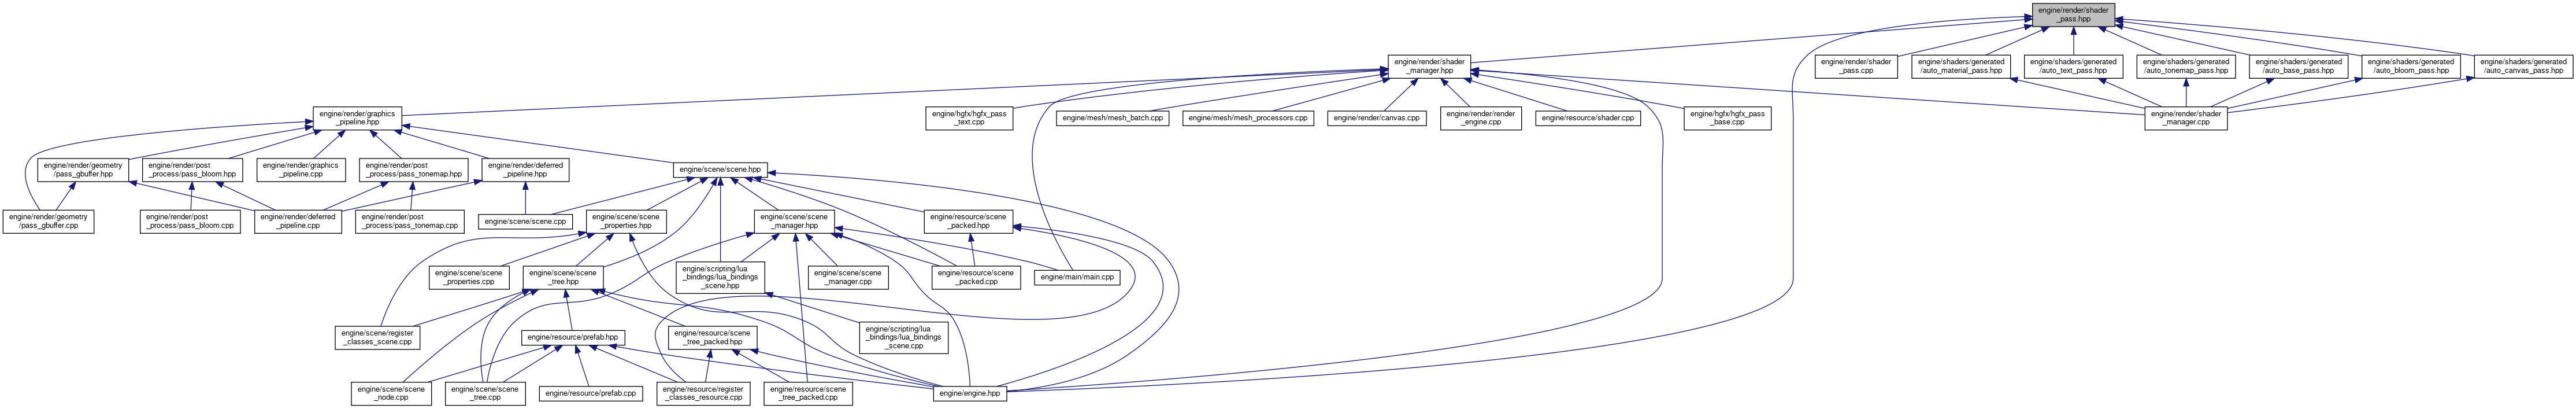 engine/render/shader
_pass.hpp
engine/render/shader
_manager.hpp
engine/render/shader
_pass.cpp
engine/shaders/generated
/auto_material_pass.hpp
engine/shaders/generated
/auto_text_pass.hpp
engine/shaders/generated
/auto_tonemap_pass.hpp
engine/shaders/generated
/auto_base_pass.hpp
engine/shaders/generated
/auto_bloom_pass.hpp
engine/shaders/generated
/auto_canvas_pass.hpp
engine/render/graphics
_pipeline.hpp
engine/hgfx/hgfx_pass
_text.cpp
engine/mesh/mesh_batch.cpp
engine/mesh/mesh_processors.cpp
engine/render/canvas.cpp
engine/render/render
_engine.cpp
engine/resource/shader.cpp
engine/hgfx/hgfx_pass
_base.cpp
engine/render/shader
_manager.cpp
engine/render/geometry
/pass_gbuffer.hpp
engine/render/post
_process/pass_bloom.hpp
engine/render/graphics
_pipeline.cpp
engine/render/post
_process/pass_tonemap.hpp
engine/render/deferred
_pipeline.hpp
engine/scene/scene.hpp
engine/render/geometry
/pass_gbuffer.cpp
engine/render/post
_process/pass_bloom.cpp
engine/render/deferred
_pipeline.cpp
engine/render/post
_process/pass_tonemap.cpp
engine/scene/scene.cpp
engine/scene/scene
_properties.hpp
engine/scene/scene
_manager.hpp
engine/resource/scene
_packed.hpp
engine/scene/scene
_properties.cpp
engine/scene/scene
_tree.hpp
engine/scripting/lua
_bindings/lua_bindings
_scene.hpp
engine/scene/scene
_manager.cpp
engine/resource/scene
_packed.cpp
engine/main/main.cpp
engine/scene/register
_classes_scene.cpp
engine/resource/prefab.hpp
engine/resource/scene
_tree_packed.hpp
engine/scripting/lua
_bindings/lua_bindings
_scene.cpp
engine/scene/scene
_node.cpp
engine/scene/scene
_tree.cpp
engine/resource/prefab.cpp
engine/resource/register
_classes_resource.cpp
engine/resource/scene
_tree_packed.cpp
engine/engine.hpp